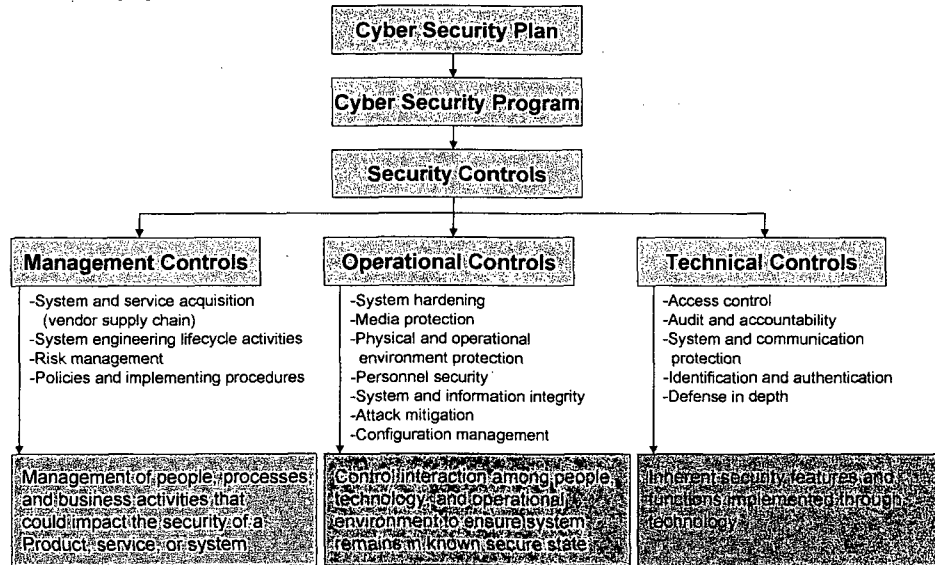 Cyber Security Plan
Cyber Security Program
Security Controls
Management Controls
-System and service acquisition
(vendor supply chain)
-System engineering lifecycle activities
-Risk management
-Policies and implementing procedures
Management of people, processes
and business activities that
could impact the security of a
Product, service, or system
Operational Controls
-System hardening
-Media protection
-Physical and operational
environment protection
-Personnel security
-System and information integrity
-Attack mitigation
-Configuration management
Control interaction among people,
technology, and operational
environment to ensure system
remains in known secure state
Technical Controls
-Access control
-Audit and accountability
-System and communication
protection
-Identification and authentication
-Defense in depth
Inherent security features and
functions implemented through
technology